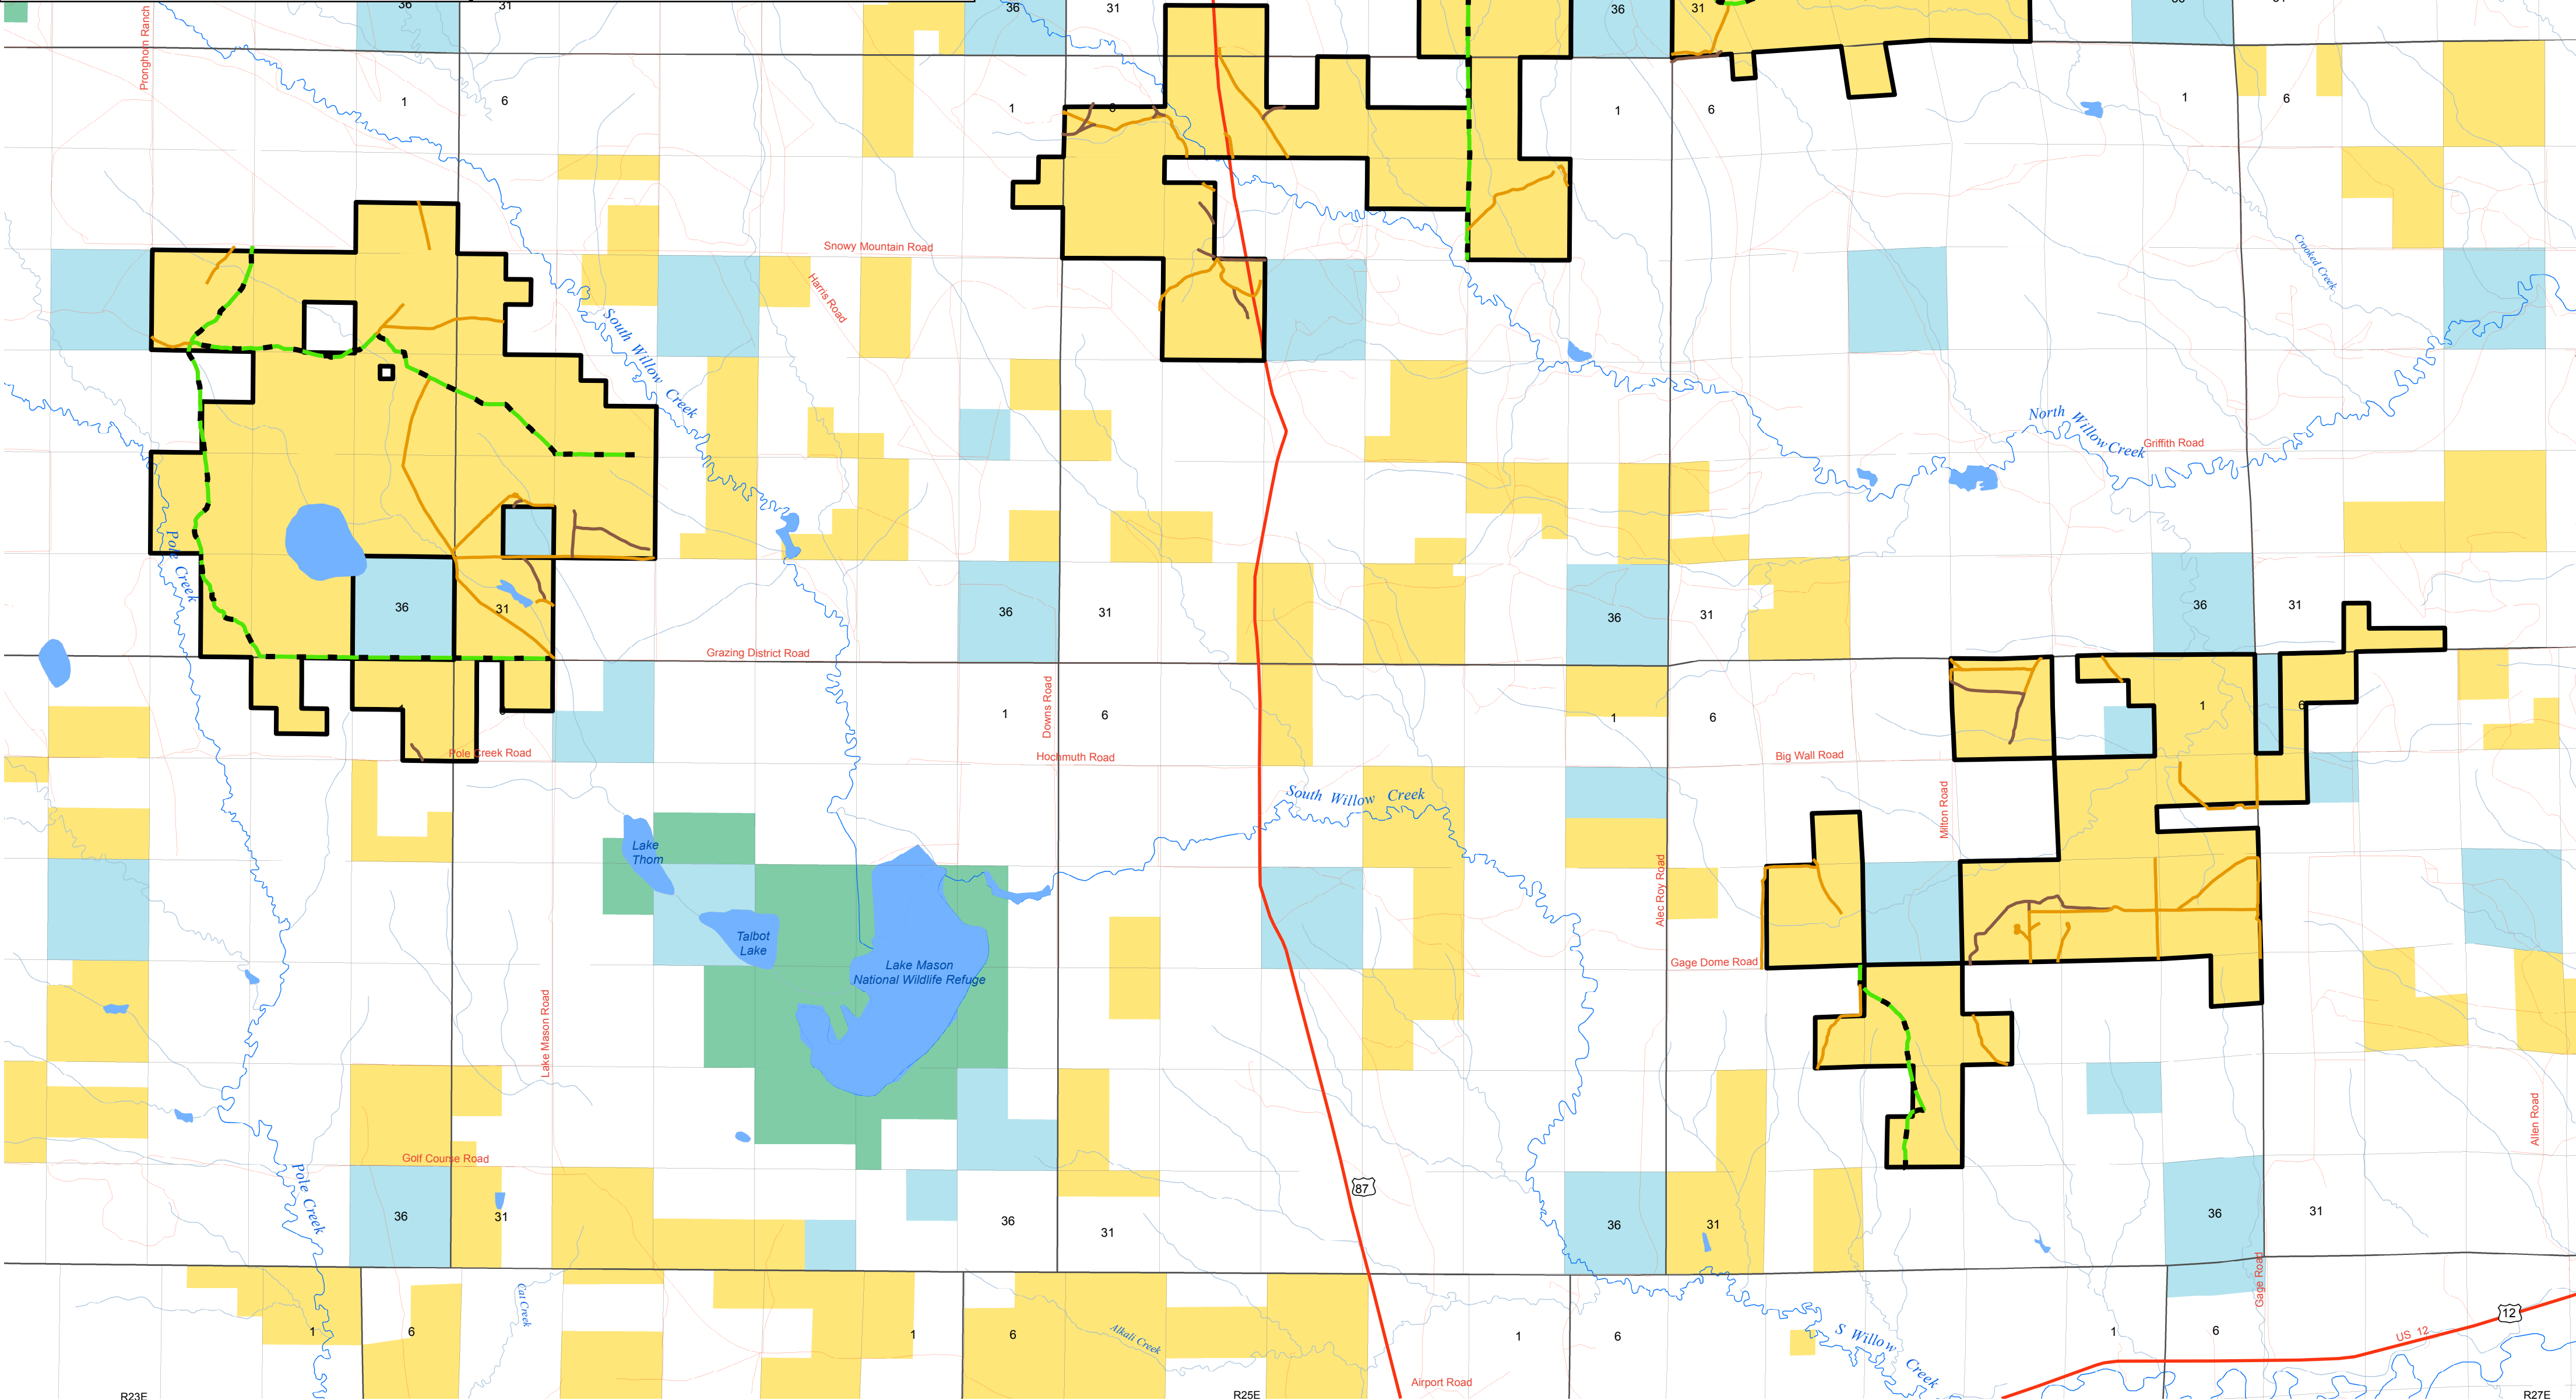 36
31
36
31
36
31
Pronghorn Ranch
1
6
1
6
1
6
1
6
Snowy Mountain Road
Harris Road
South Willow Creek
Crooked Creek
North Willow Creek
Griffith Road
Pole Creek
36
31
36
31
36
31
36
31
Grazing District Road
Downs Road
1
6
1
6
1
6
Pole Creek Road
Hochmuth Road
Big Wall Road
Milton Road
South Willow Creek
Lake
Thom
Talbot
Lake
Lake Mason
National Wildlife Refuge
Alec Roy Road
Gage Dome Road
Lake Mason Road
Allen Road
Golf Course Road
Pole Creek
87
36
31
36
31
36
31
36
31
Gage Road
Cat Creek
Alkali Creek
S Willow Creek
1
6
1
6
1
6
1
6
US 12
12
Airport Road
R23E
R25E
R27E